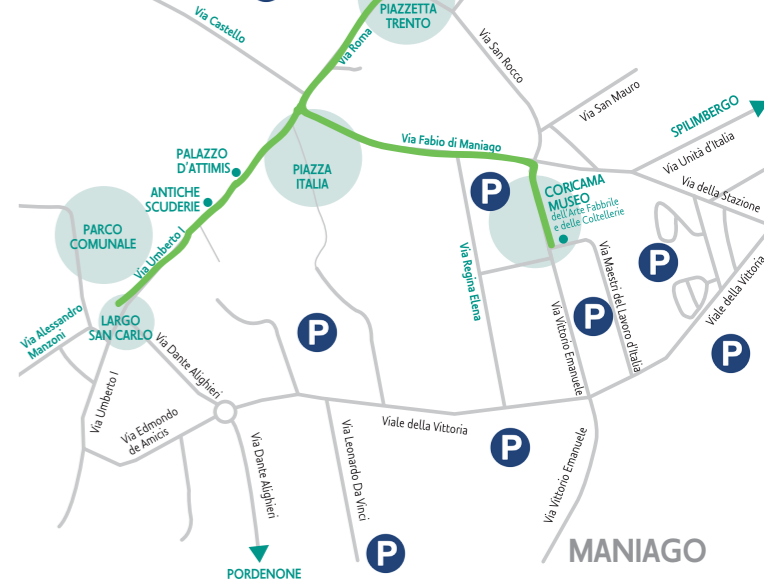 PIAZZETTA
TRENTO
Via Castello
Via Roma
Via San Rocco
Via San Mauro
SPILIMBERGO
Via Unità d'Italia
Via Fabio di Maniago
PALAZZO
D'ATTIMIS
PIAZZA
ITALIA
ANTICHE
SCUDERIE
P
CORICAMA
MUSEO
dell'Arte Fabbrile
e delle Coltellerie
Via della Stazione
PARCO
COMUNALE
Via Umberto I
Via Regina Elena
Via Maestri del Lavoro d'Italia
P
Viale della Vittoria
LARGO
SAN CARLO
Via Alessandro
Manzoni
Via Dante Alighieri
P
P
Via Vittorio Emanuele
P
Via Umberto I
Via Edmondo
de Amicis
Viale della Vittoria
Via Dante Alighieri
Via Leonardo Da Vinci
P
Via Vittorio Emanuele
P
MANIAGO
PORDENONE